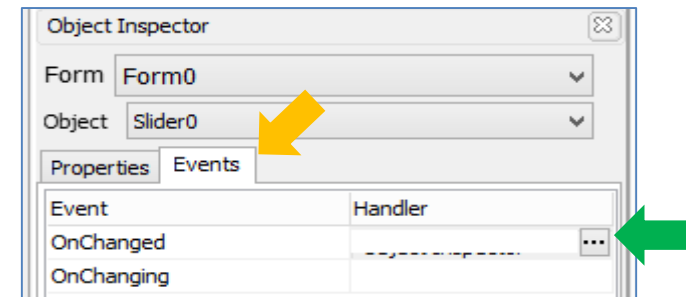 Object Inspector
Form Form0
Object Slider0
Properties Events
Event Handler
OnChanged ...
OnChanging